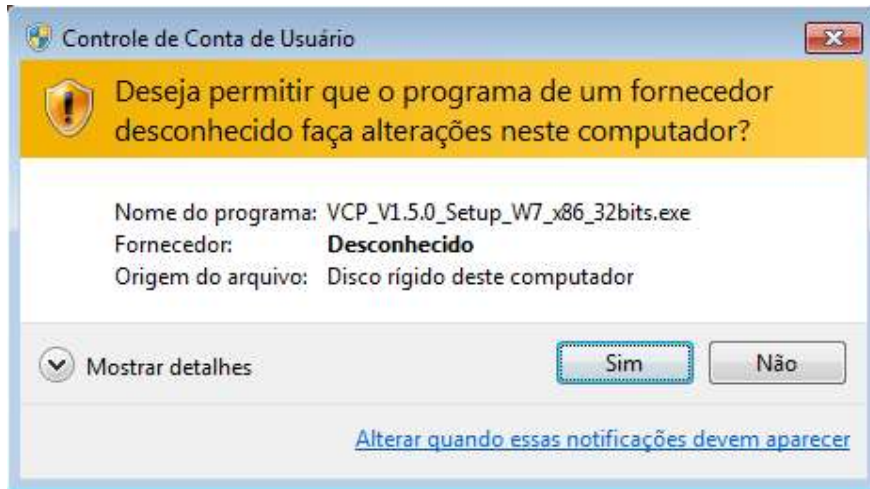 Controle de Conta de Usuário
Deseja permitir que o programa de um fornecedor
desconhecido faça alterações neste computador?
Nome do programa: VCP_V1.5.0_Setup_W7_x86_32bits.exe
Fornecedor: Desconhecido
Origem do arquivo: Disco rígido deste computador
Mostrar detalhes Sim Não
Alterar quando essas notificações devem aparecer